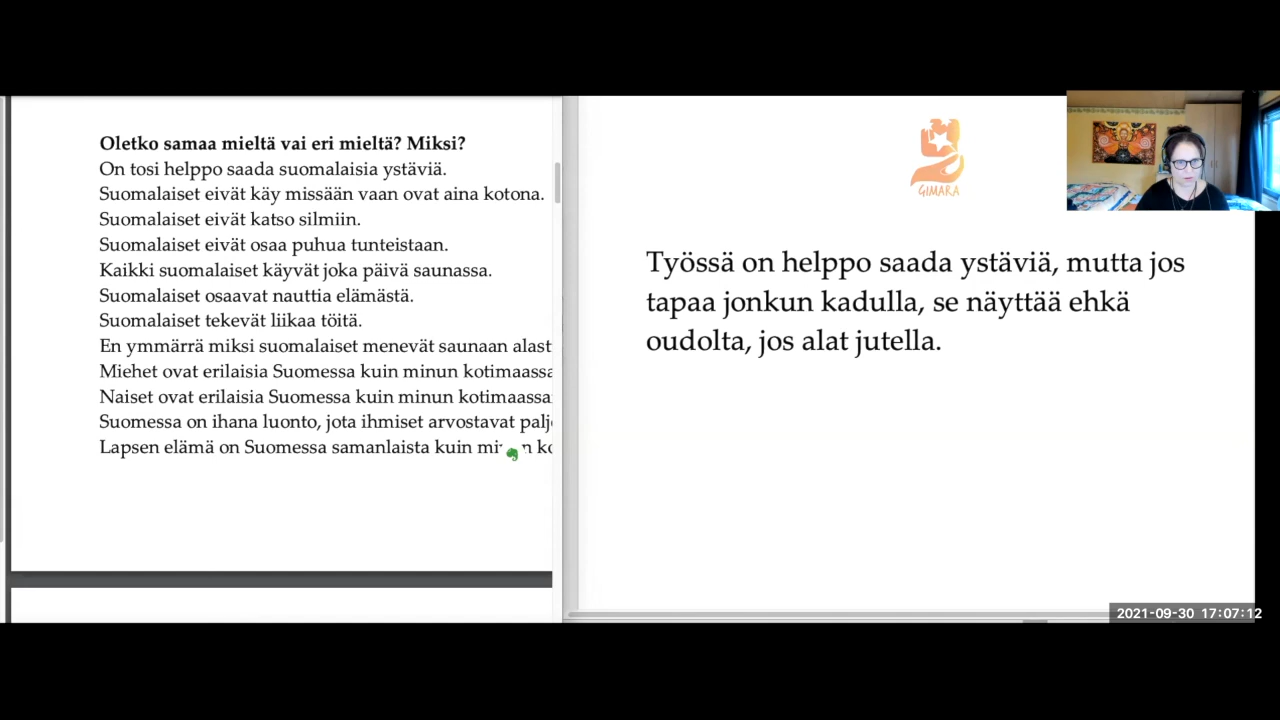 Oletko samaa mieltä vai eri mieltä? Miksi?
On tosi helppo saada suomalaisia ystäviä.
Suomalaiset eivät käy missään vaan ovat aina kotona.
Suomalaiset eivät katso silmiin.
Suomalaiset eivät osaa puhua tunteistaan.
Kaikki suomalaiset käyvät joka päivä saunassa.
Suomalaiset osaavat nauttia elämästä.
Suomalaiset tekevät liikaa töitä.
En ymmärrä miksi suomalaiset menevät saunaan
Miehet ovat erilaisia Suomessa kuin minun kotimaassa
Naiset ovat erilaisia Suomessa kuin minun kotimaassa
Suomessa on ihana luonto, jota ihmiset arvostavat
Lapsen elämä on Suomessa samanlaista kuin
GIMARA
Työssä on helppo saada ystäviä, mutta jos
tapaa jonkun kadulla, se näyttää ehkä
oudolta, jos alat jutella.
2021-09-30 17:07:12